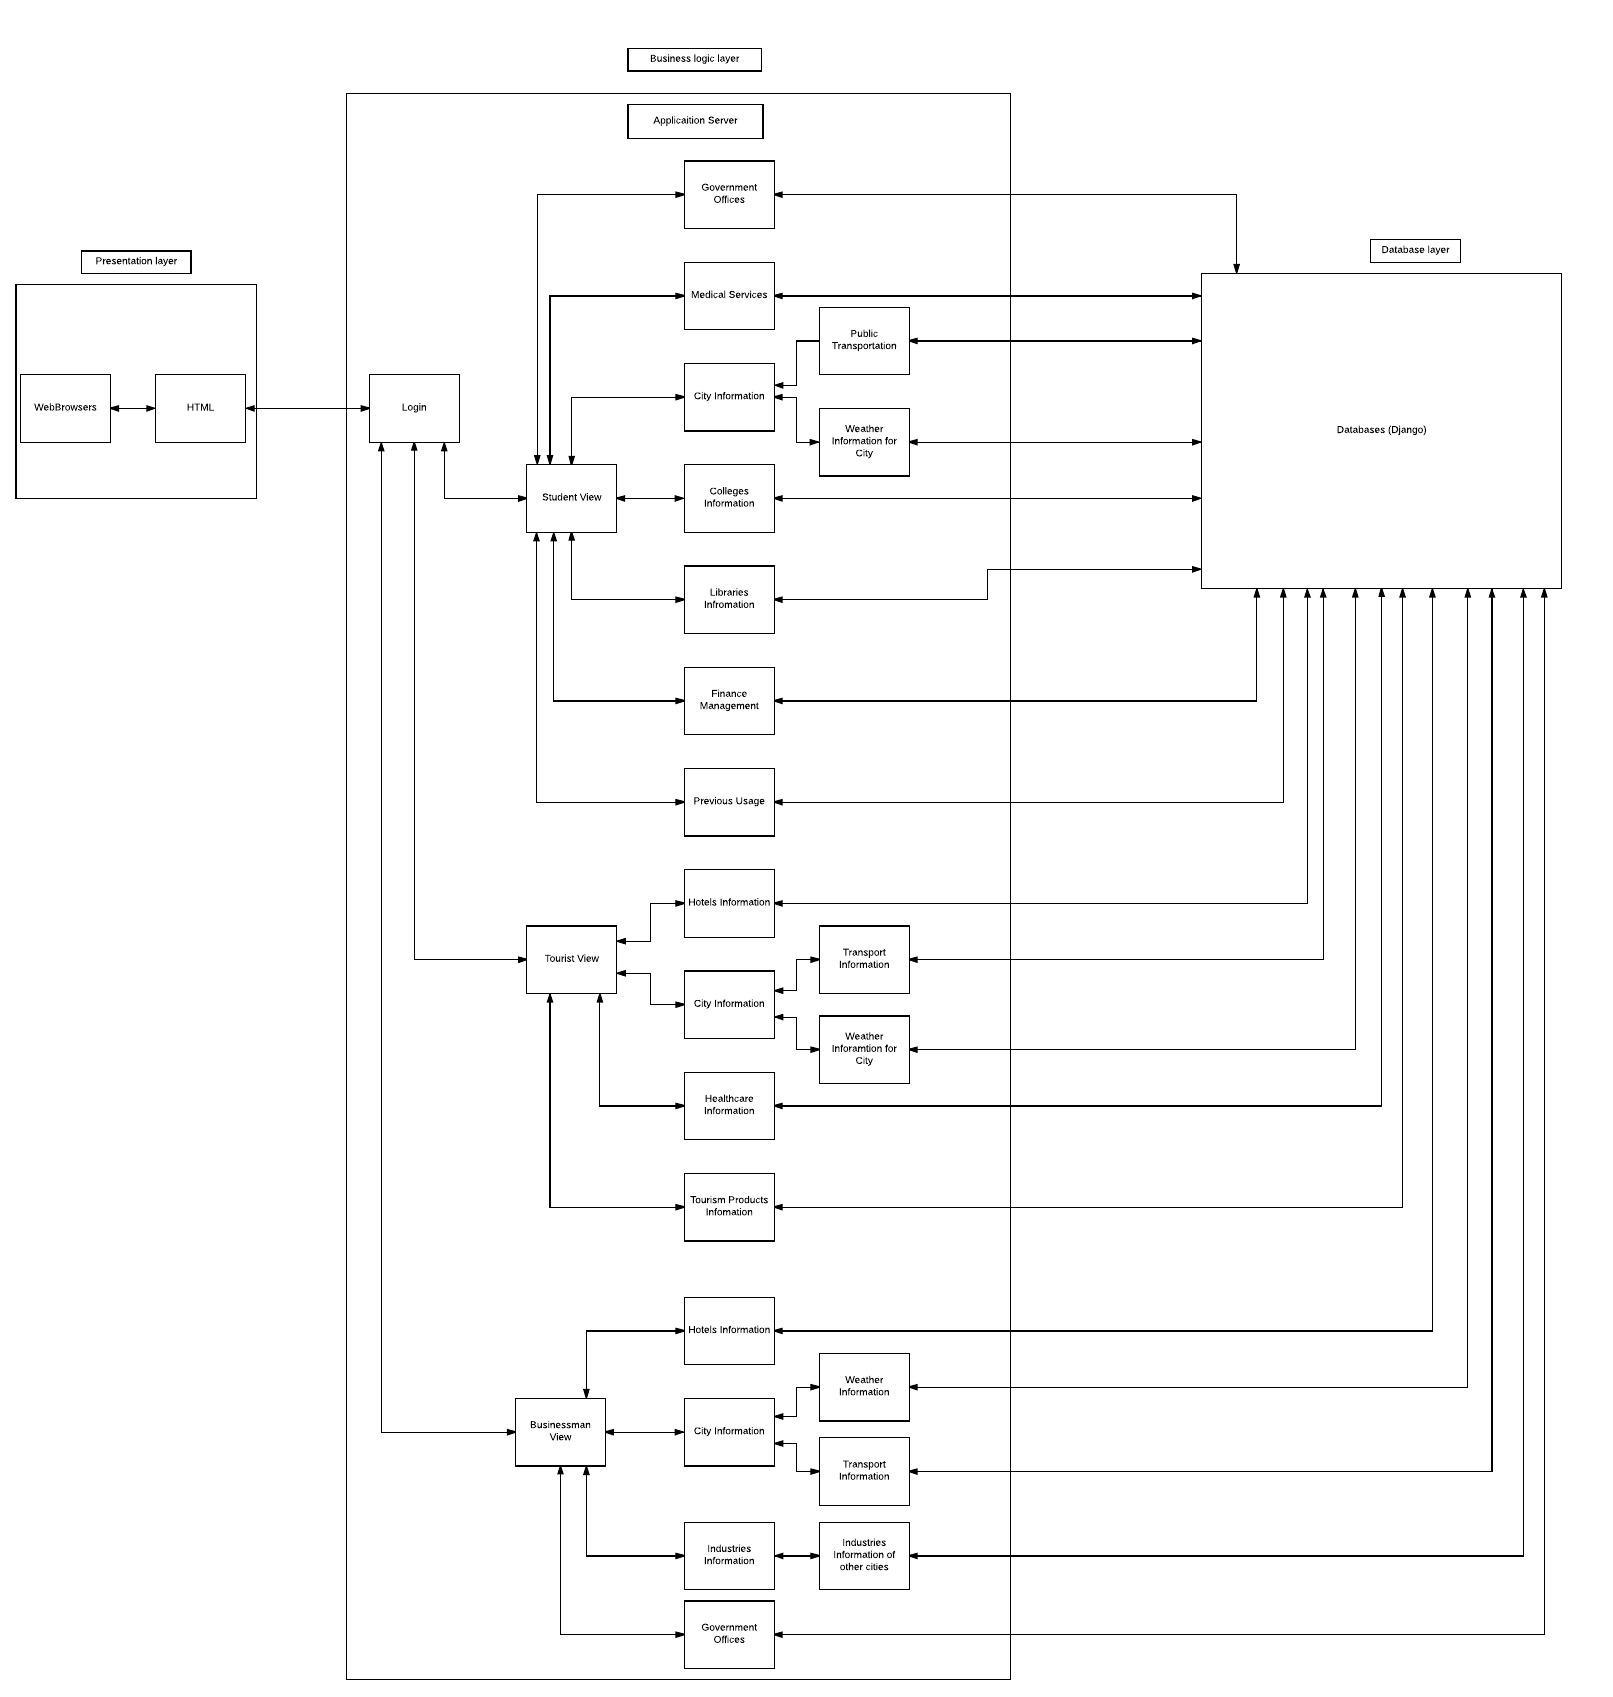 Business logic layer
Applicaition Server
Government
Offices
Presentation layer
Database layer
Medical Services
Public
Transportation
WebBrowsers
HTML
Login
City Information
Weather
Information for
City
Databases (Django)
Student View
Colleges
Information
Libraries
Infromation
Finance
Management
Previous Usage
Hotels Information
Tourist View
Transport
Information
City Information
Weather
Inforamtion for
City
Healthcare
Information
Tourism Products
Infomation
Hotels Information
Weather
Information
Businessman
View
City Information
Transport
Information
Industries
Information
Industries
Information of
other cities
Government
Offices